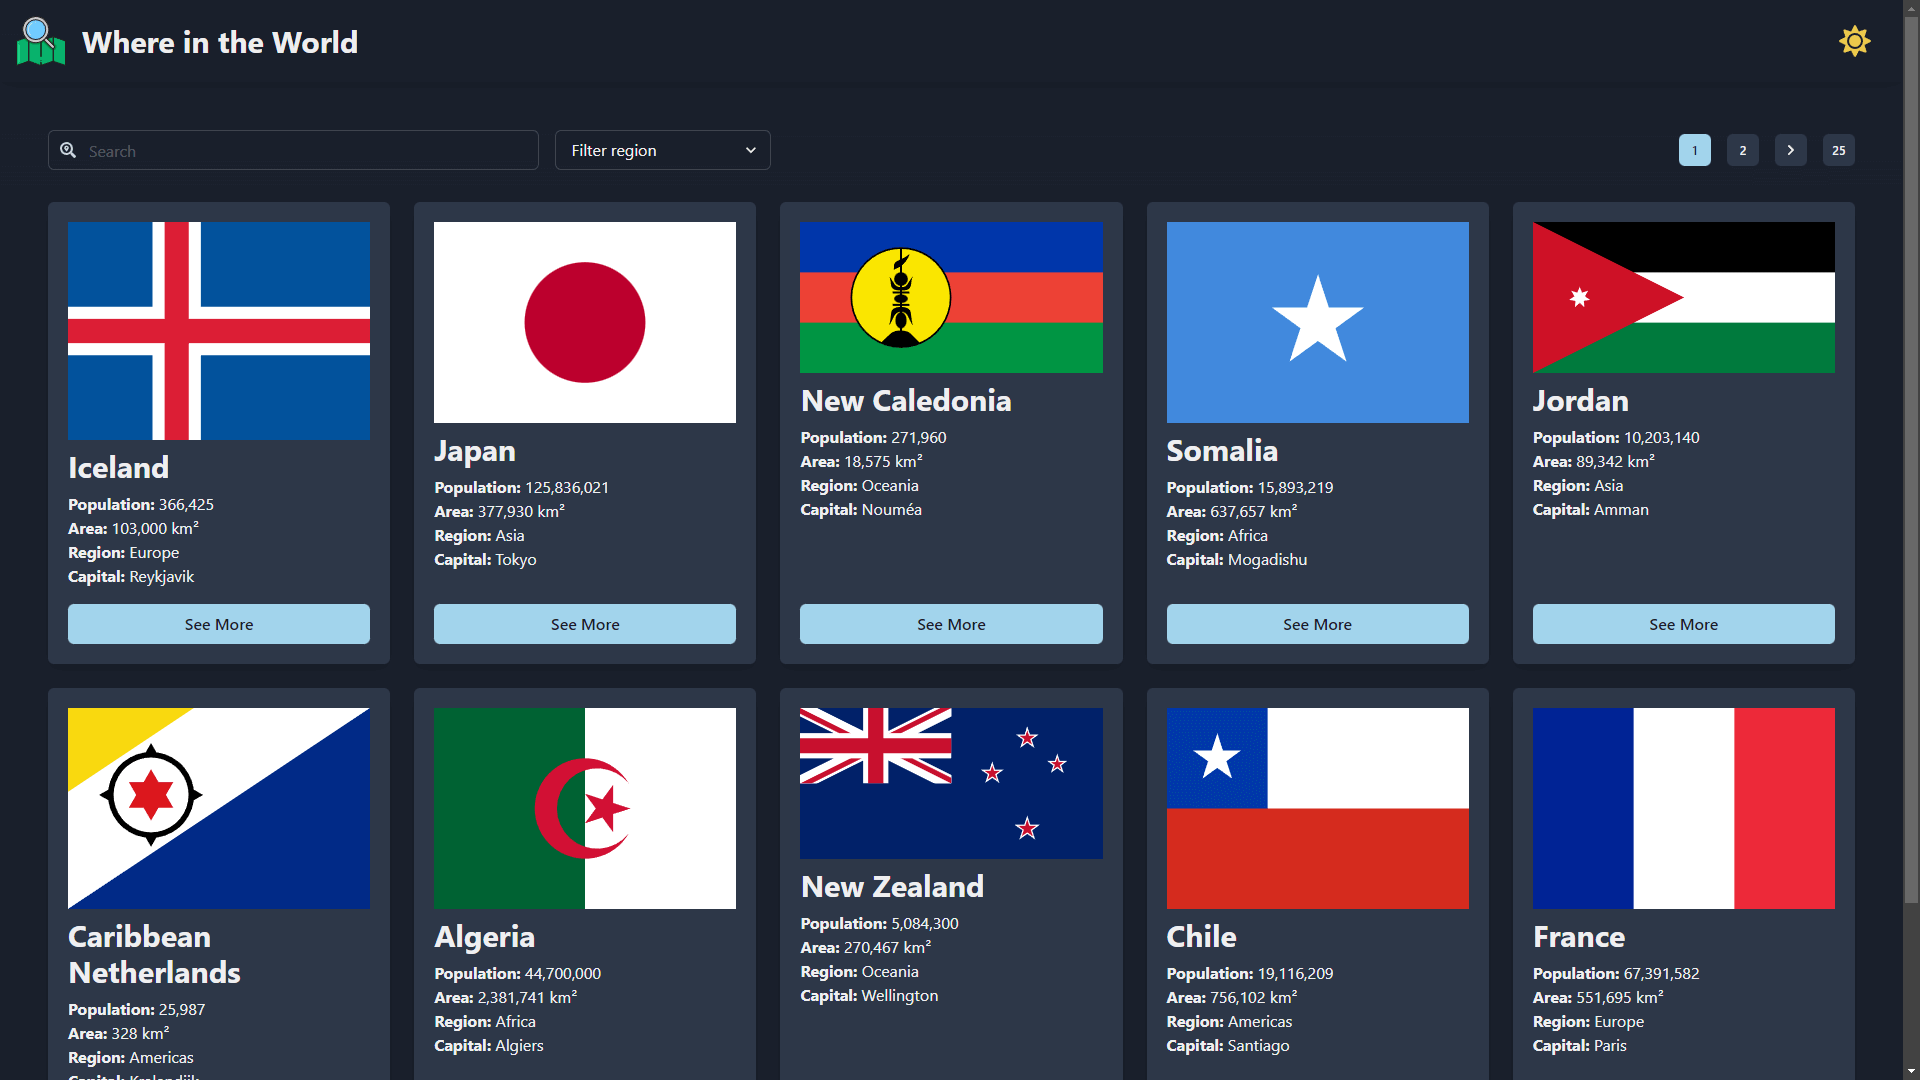 Where in the World
Search
Filter region
1
2
25
Iceland
Population: 366,425
Area: 103,000 km²
Region: Europe
Capital: Reykjavik
See More
Japan
Population: 125,836,021
Area: 377,930 km²
Region: Asia
Capital: Tokyo
See More
New Caledonia
Population: 271,960
Area: 18,575 km²
Region: Oceania
Capital: Nouméa
See More
Somalia
Population: 15,893,219
Area: 637,657 km²
Region: Africa
Capital: Mogadishu
See More
Jordan
Population: 10,203,140
Area: 89,342 km²
Region: Asia
Capital: Amman
See More
Caribbean
Netherlands
Population: 25,987
Area: 328 km²
Region: Americas
Capital: Kralendijk
Algeria
Population: 44,700,000
Area: 2,381,741 km²
Region: Africa
Capital: Algiers
New Zealand
Population: 5,084,300
Area: 270,467 km²
Region: Oceania
Capital: Wellington
Chile
Population: 19,116,209
Area: 756,102 km²
Region: Americas
Capital: Santiago
France
Population: 67,391,582
Area: 551,695 km²
Region: Europe
Capital: Paris